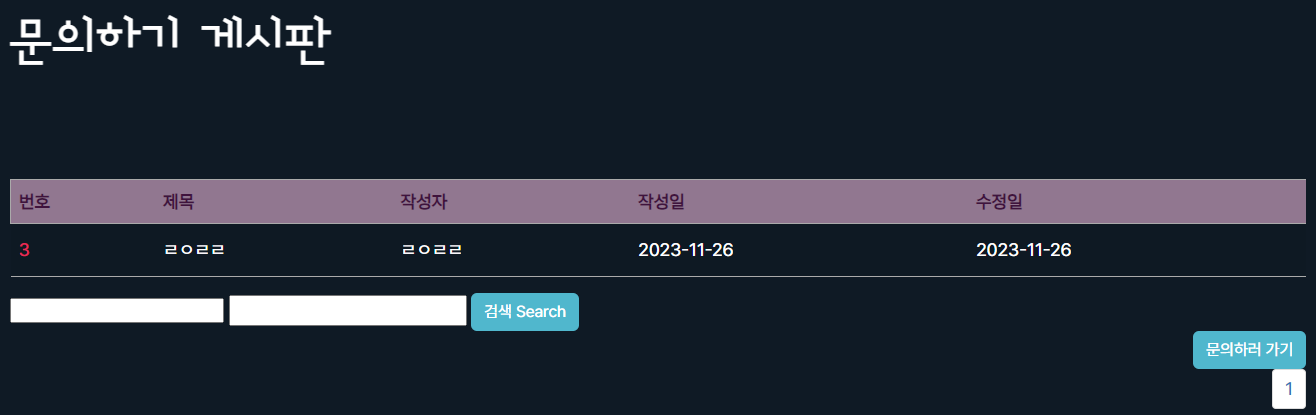 문의하기 게시판
번호 제목 작성자 작성일 수정일
3 ㄹㅇㄹㄹ ㄹㅇㄹㄹ 2023-11-26 2023-11-26
검색 Search
문의하러 가기
1